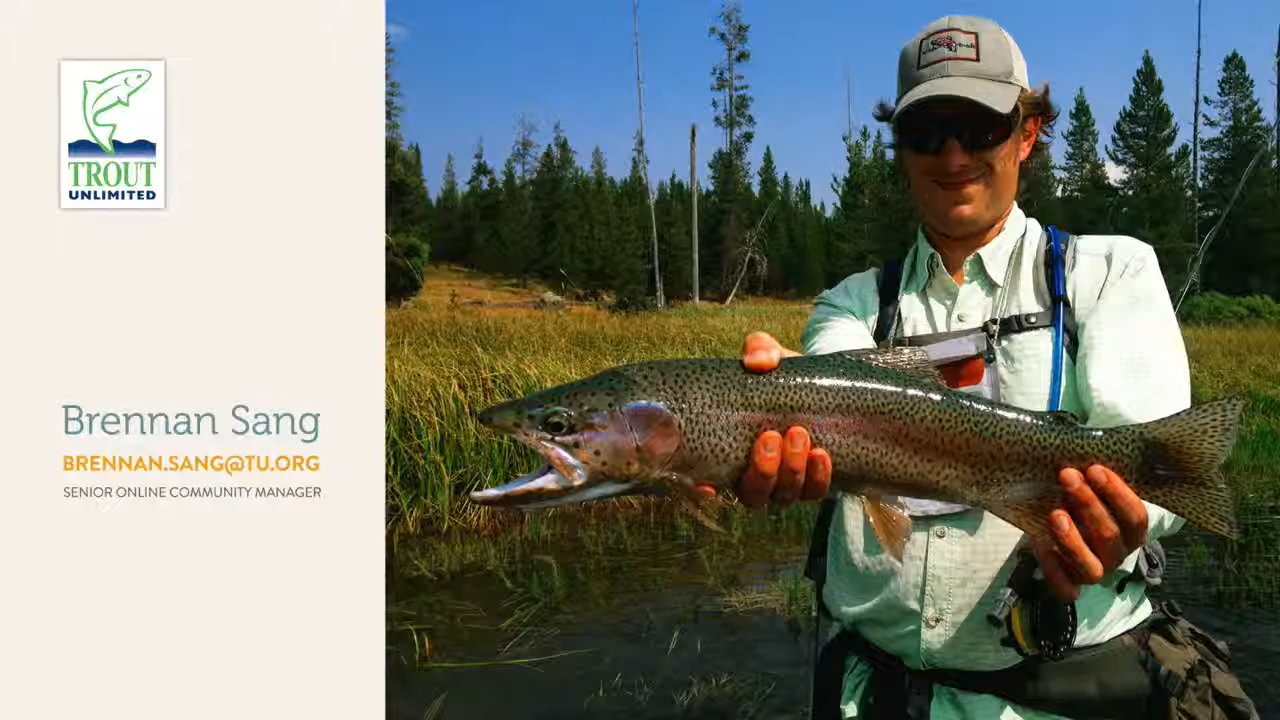 TROUT
UNLIMITED
Brennan Sang
BRENNAN.SANG@TU.ORG
SENIOR ONLINE COMMUNITY MANAGER